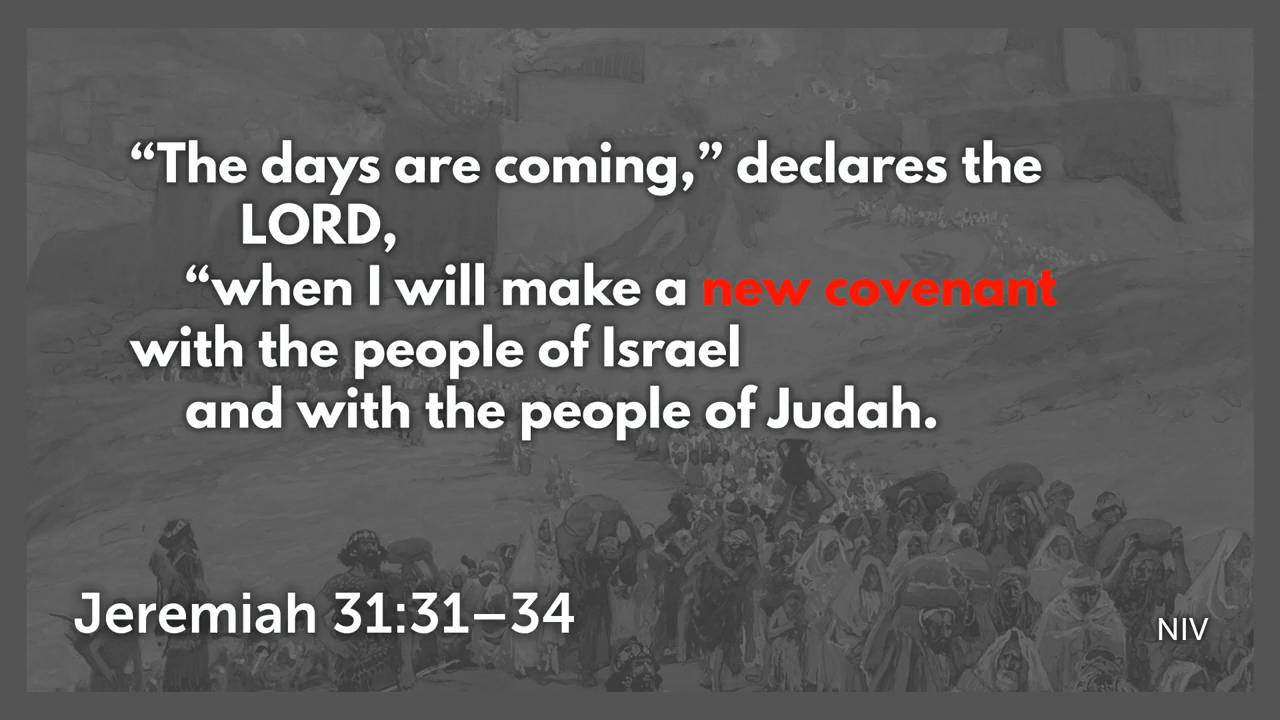 “The days are coming,” declares the
LORD,
“when I will make a new covenant
with the people of Israel
and with the people of Judah.
Jeremiah 31:31–34
NIV